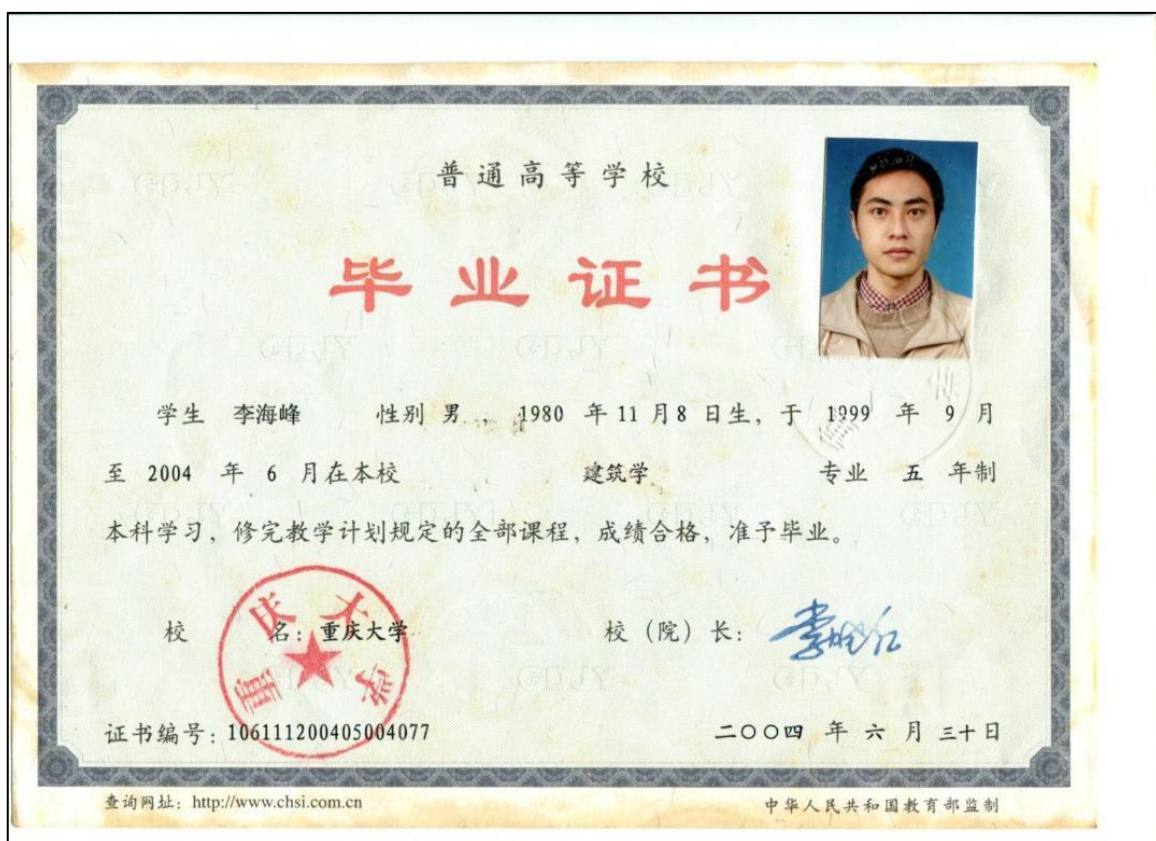 普通高等学校
毕业证书
学生 李海峰 性别 男， 1980 年 11 月 8 日生，于 1999 年 9 月
至 2004 年 6 月在本校 建筑学 专业 五 年制
本科学习，修完教学计划规定的全部课程，成绩合格，准予毕业。
校 名：重庆大学 校（院）长：
重庆大学
证书编号：106111200405004077 二〇〇四 年 六 月 三十 日
查询网址：http://www.chsi.com.cn 中华人民共和国教育部监制